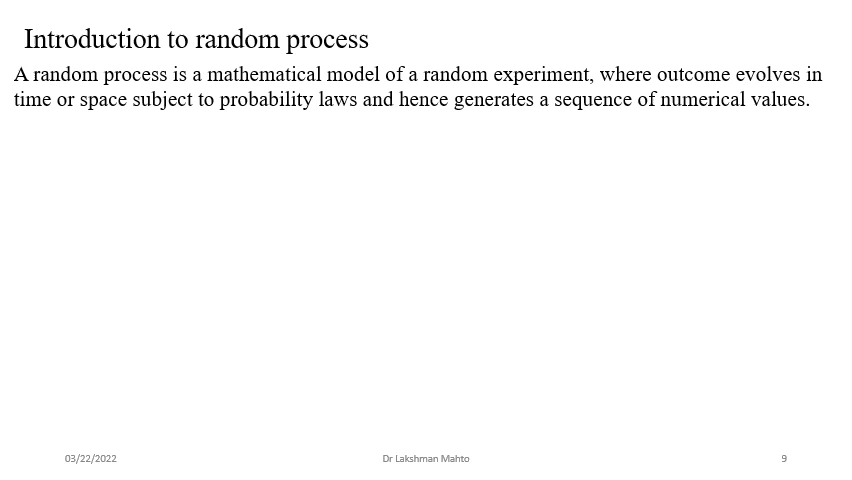 Introduction to random process
A random process is a mathematical model of a random experiment, where outcome evolves in
time or space subject to probability laws and hence generates a sequence of numerical values.
03/22/2022
Dr Lakshman Mahto
9